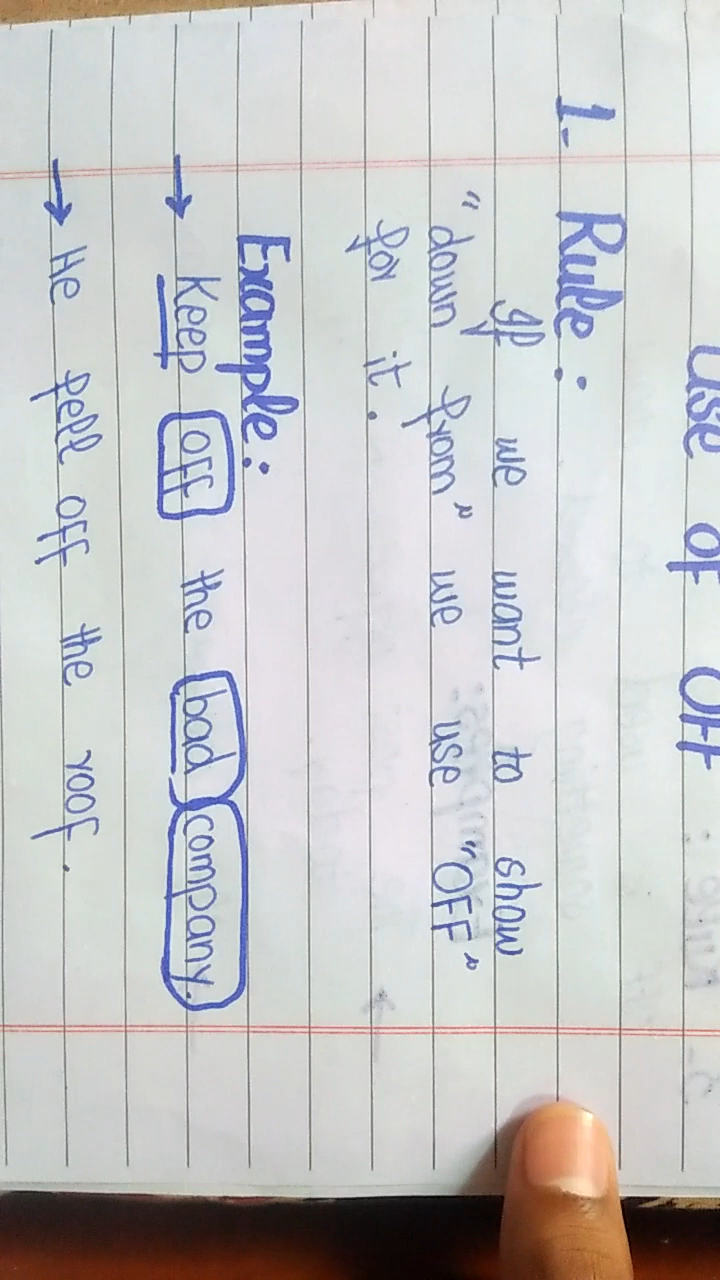 Use of Off
1. Rule:
If we want to show
"down from" we use "OFF"
for it.
Example:
→ Keep OFF the bad company.
→ He fell off the roof.